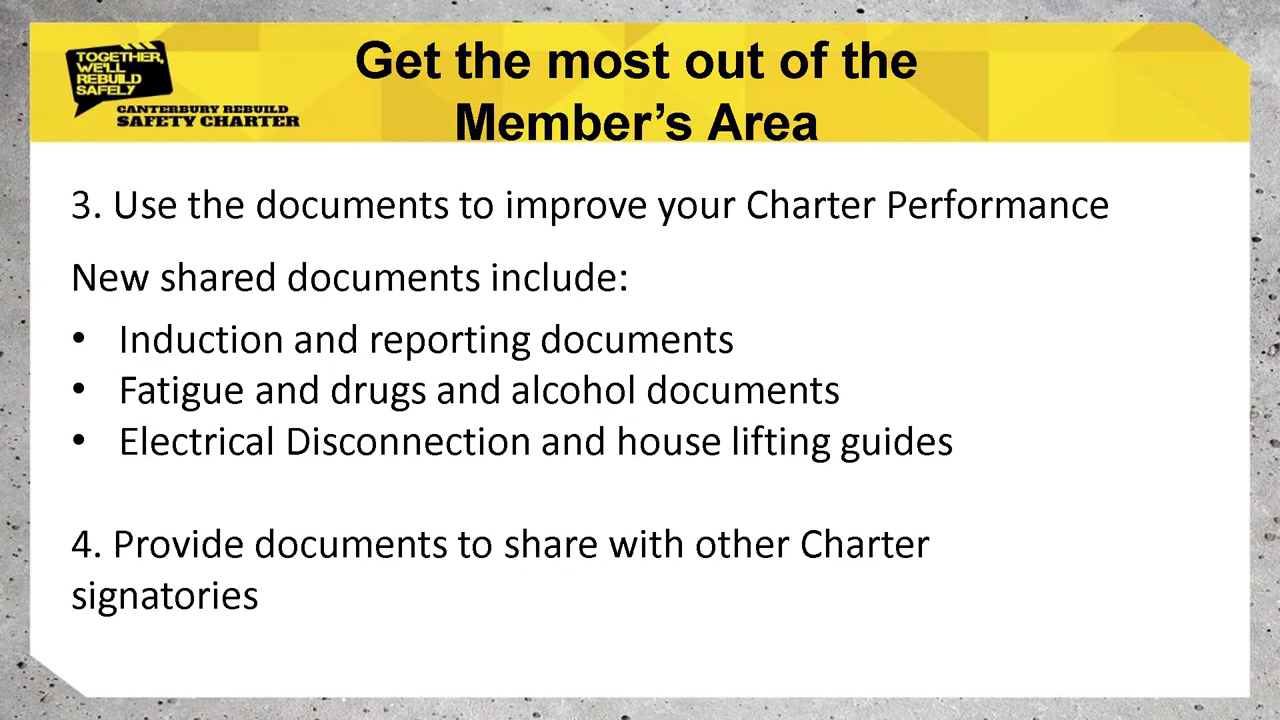 TOGETHER,
WE'LL
REBUILD
SAFELY
CANTERBURY REBUILD
SAFETY CHARTER
Get the most out of the
Member’s Area
3. Use the documents to improve your Charter Performance
New shared documents include:
• Induction and reporting documents
• Fatigue and drugs and alcohol documents
• Electrical Disconnection and house lifting guides
4. Provide documents to share with other Charter
signatories